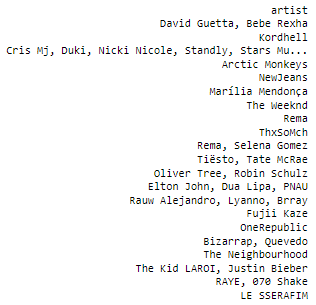 artist
David Guetta, Bebe Rexha
Kordhell
Cris Mj, Duki, Nicki Nicole, Standly, Stars Mu...
Arctic Monkeys
NewJeans
Marília Mendonça
The Weeknd
Rema
ThxSoMch
Rema, Selena Gomez
Tiësto, Tate McRae
Oliver Tree, Robin Schulz
Elton John, Dua Lipa, PNAU
Rauw Alejandro, Lyanno, Brray
Fujii Kaze
OneRepublic
Bizarrap, Quevedo
The Neighbourhood
The Kid LAROI, Justin Bieber
RAYE, 070 Shake
LE SSERAFIM